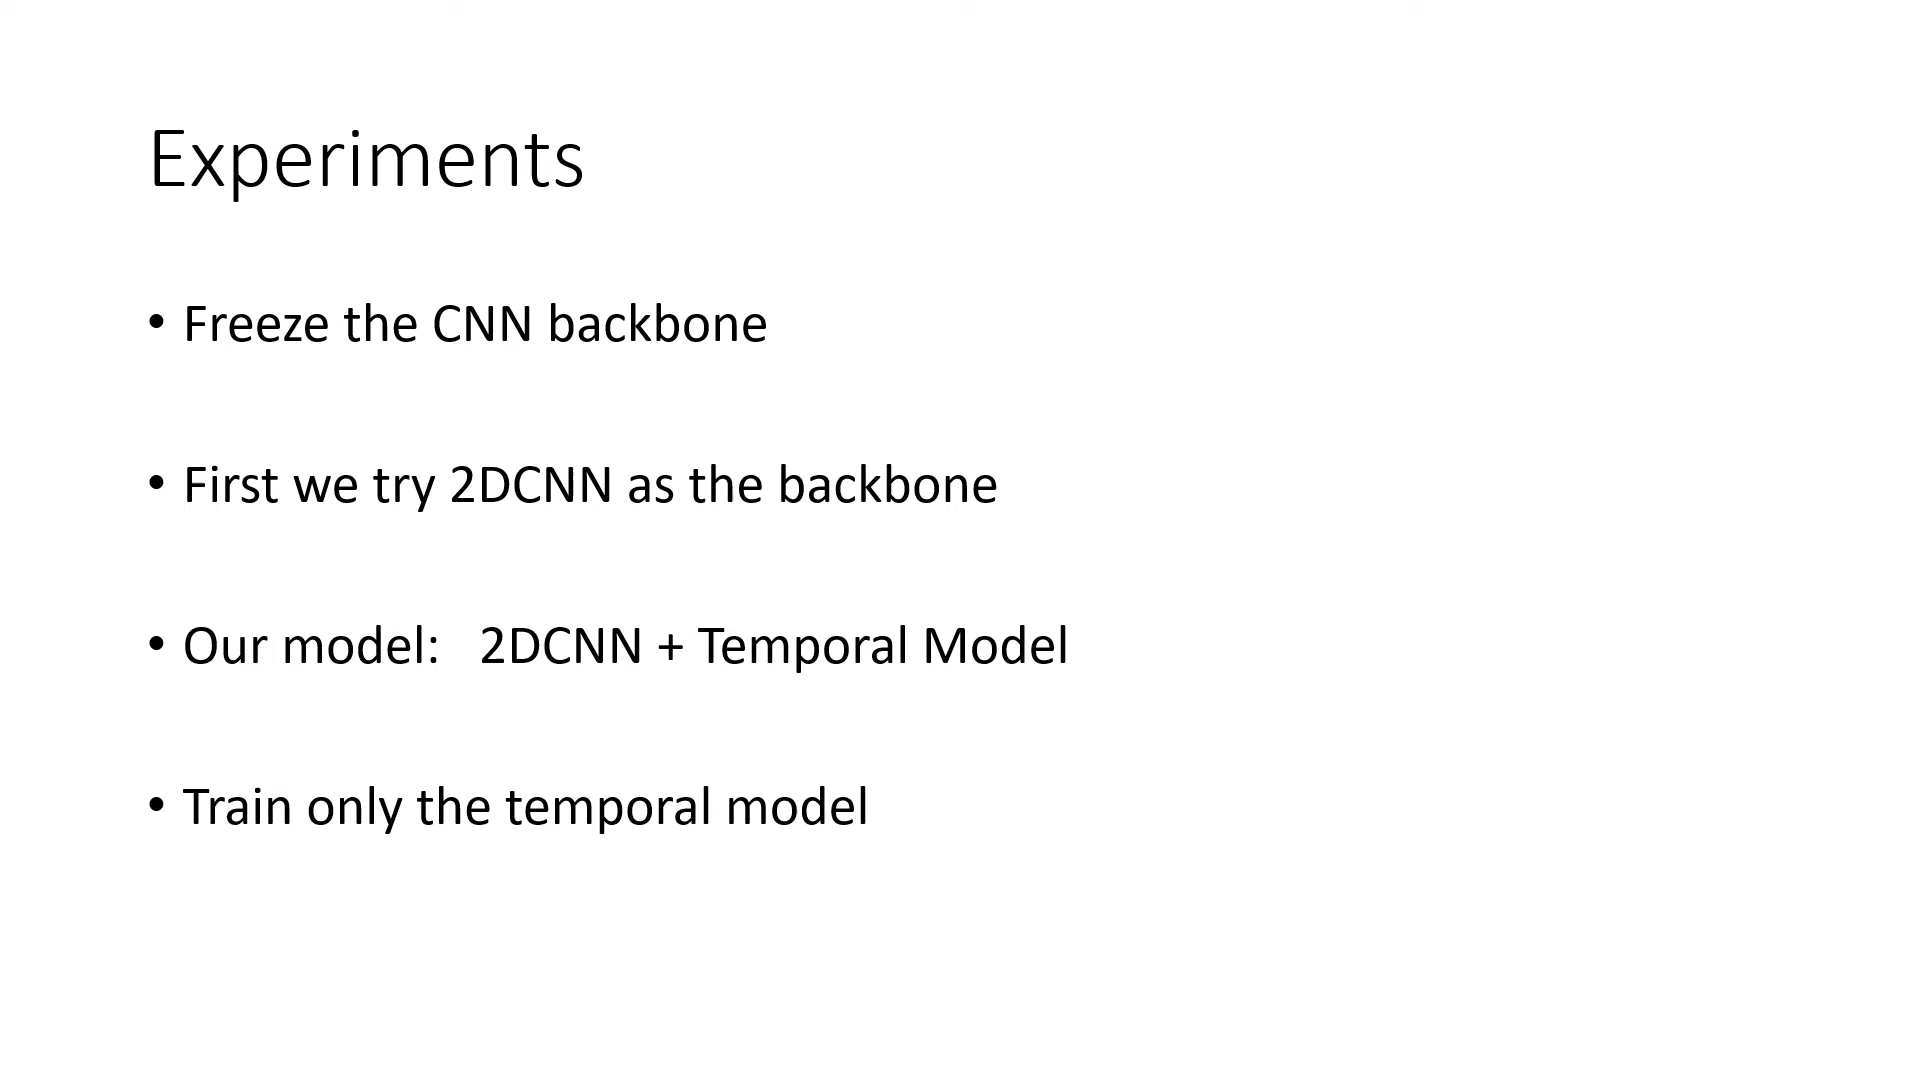 Experiments
• Freeze the CNN backbone
• First we try 2DCNN as the backbone
• Our model:   2DCNN + Temporal Model
• Train only the temporal model